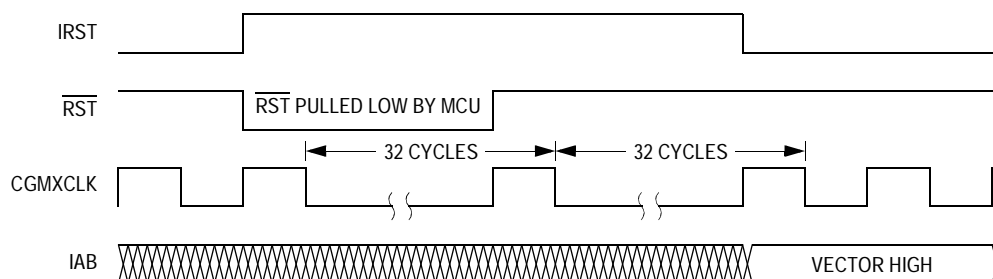 IRST
RST
RST PULLED LOW BY MCU
32 CYCLES
32 CYCLES
CGMXCLK
IAB
VECTOR HIGH